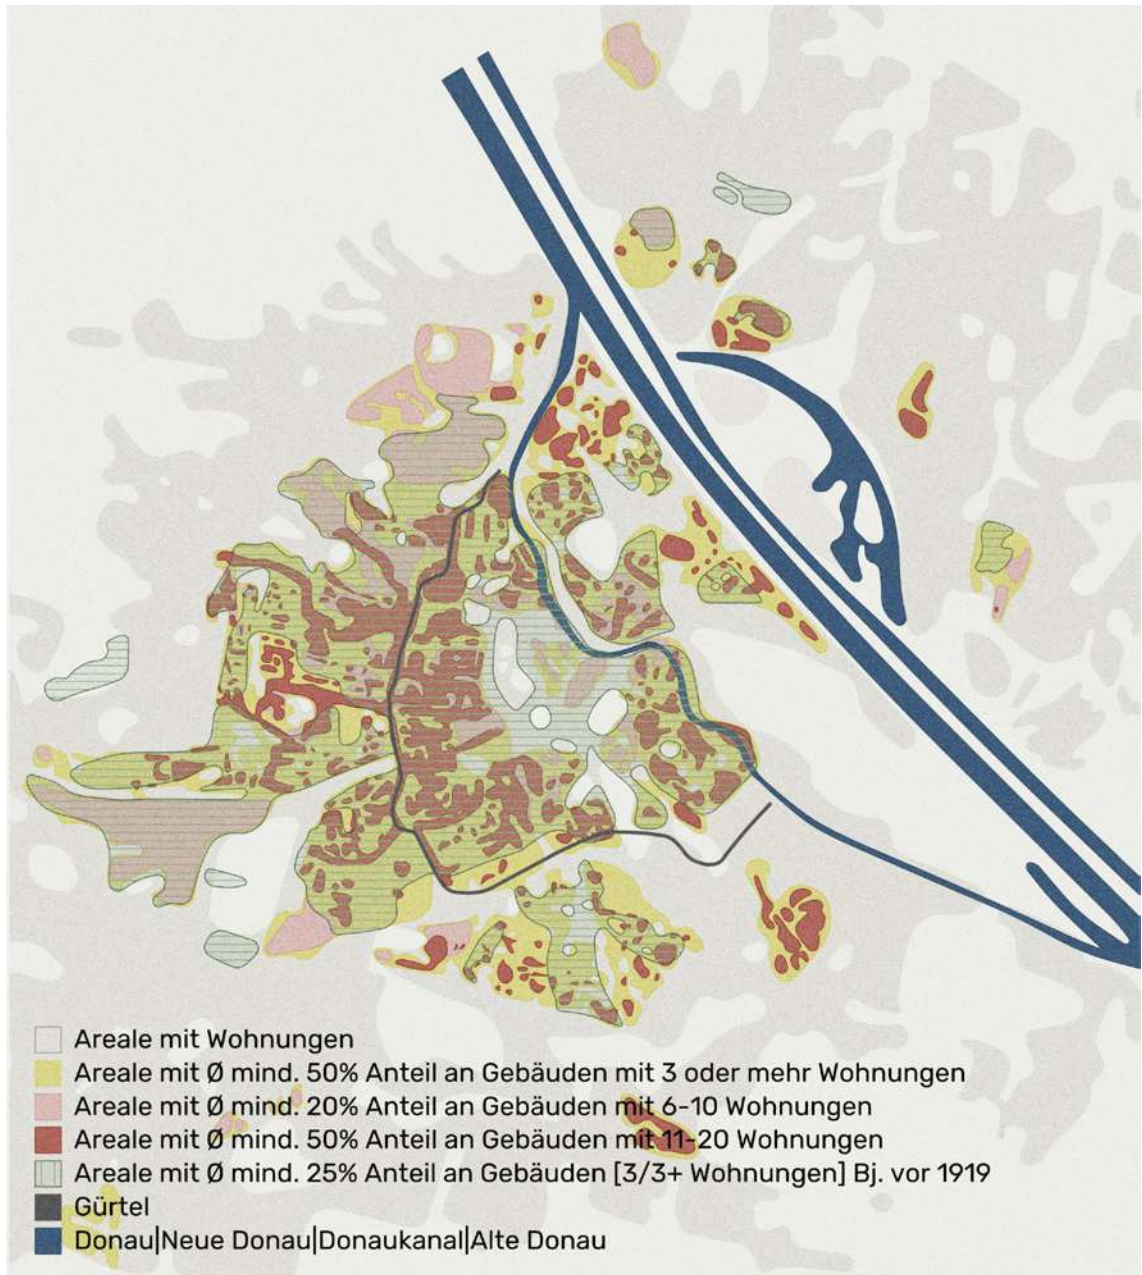 Areale mit Wohnungen
Areale mit Ø mind. 50% Anteil an Gebäuden mit 3 oder mehr Wohnungen
Areale mit Ø mind. 20% Anteil an Gebäuden mit 6-10 Wohnungen
Areale mit Ø mind. 50% Anteil an Gebäuden mit 11-20 Wohnungen
Areale mit Ø mind. 25% Anteil an Gebäuden [3/3+ Wohnungen] Bj. vor 1919
Gürtel
Donau|Neue Donau|Donaukanal|Alte Donau